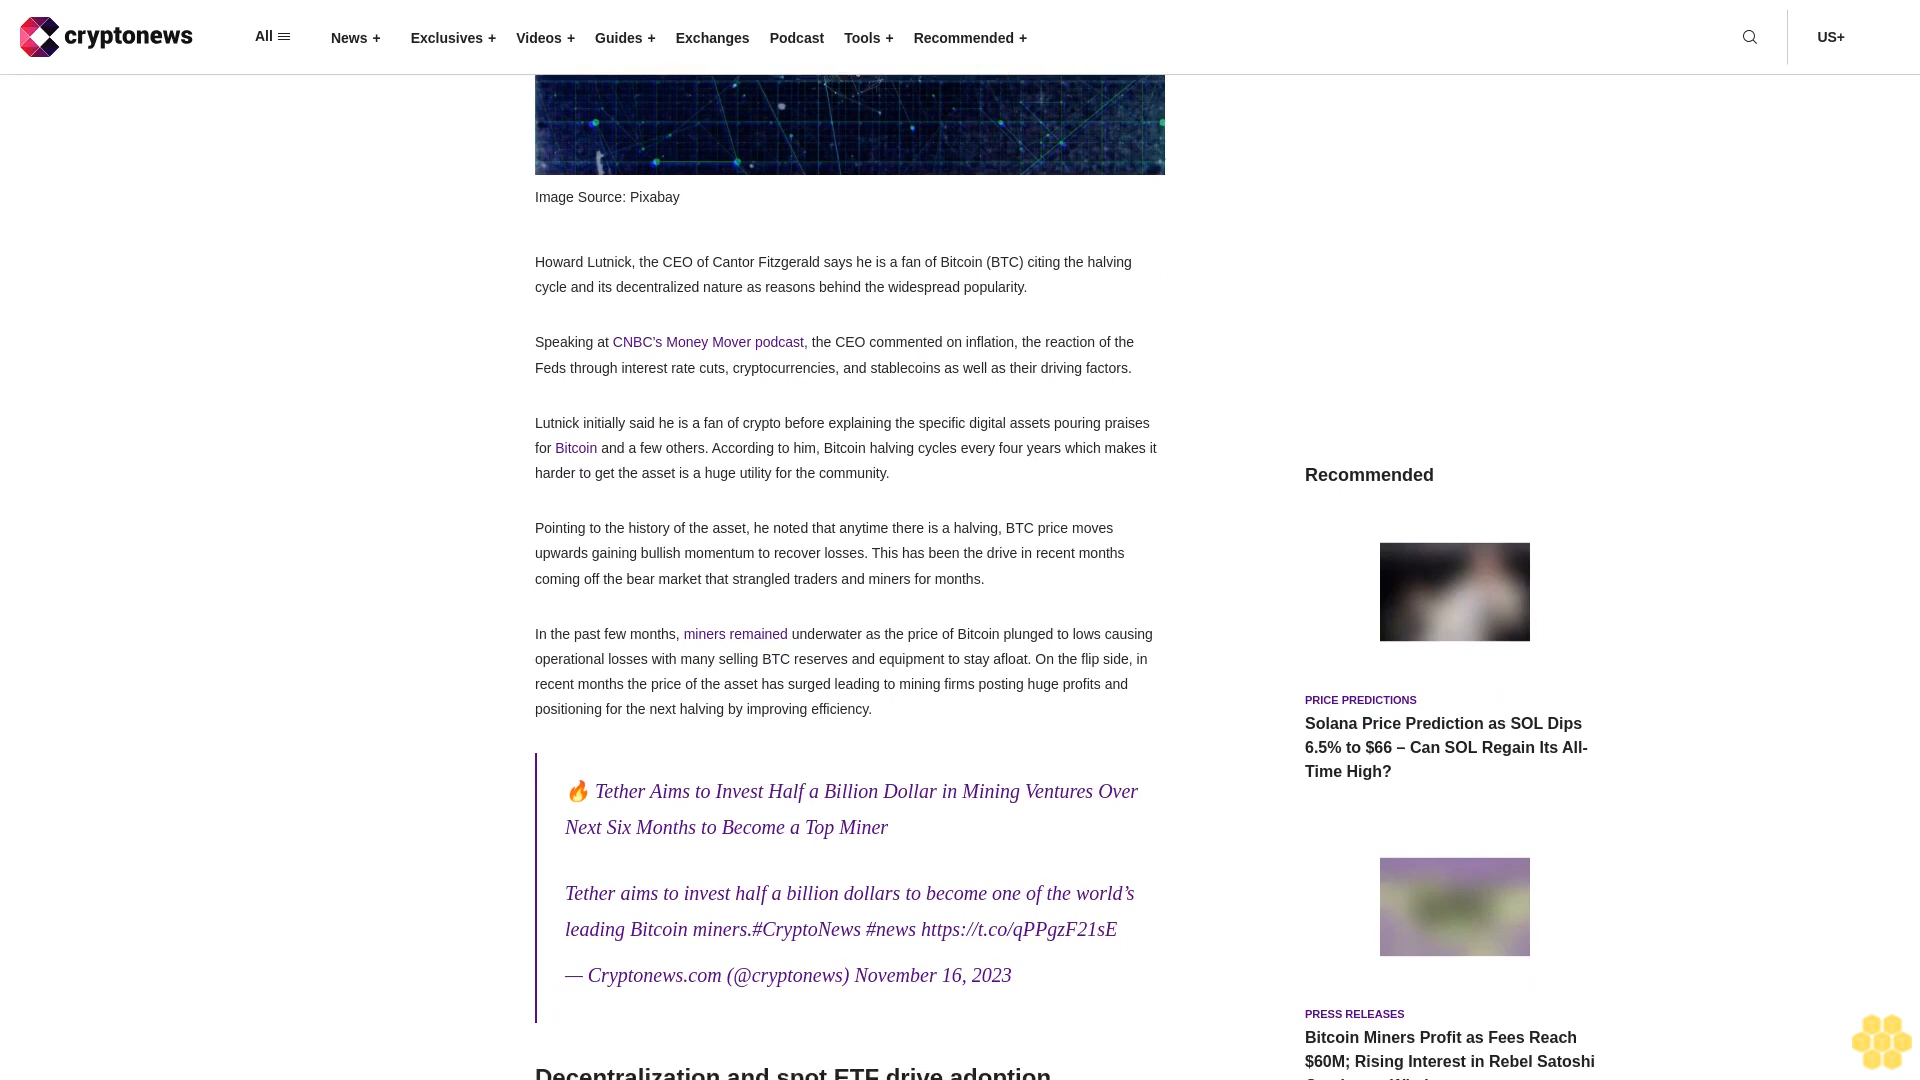 cryptonews
All
News +
Exclusives +
Videos +
Guides +
Exchanges
Podcast
Tools +
Recommended +
US+
Image Source: Pixabay
Howard Lutnick, the CEO of Cantor Fitzgerald says he is a fan of Bitcoin (BTC) citing the halving
cycle and its decentralized nature as reasons behind the widespread popularity.
Speaking at CNBC’s Money Mover podcast, the CEO commented on inflation, the reaction of the
Feds through interest rate cuts, cryptocurrencies, and stablecoins as well as their driving factors.
Lutnick initially said he is a fan of crypto before explaining the specific digital assets pouring praises
for Bitcoin and a few others. According to him, Bitcoin halving cycles every four years which makes it
harder to get the asset is a huge utility for the community.
Pointing to the history of the asset, he noted that anytime there is a halving, BTC price moves
upwards gaining bullish momentum to recover losses. This has been the drive in recent months
coming off the bear market that strangled traders and miners for months.
In the past few months, miners remained underwater as the price of Bitcoin plunged to lows causing
operational losses with many selling BTC reserves and equipment to stay afloat. On the flip side, in
recent months the price of the asset has surged leading to mining firms posting huge profits and
positioning for the next halving by improving efficiency.
🔥 Tether Aims to Invest Half a Billion Dollar in Mining Ventures Over
Next Six Months to Become a Top Miner
Tether aims to invest half a billion dollars to become one of the world’s
leading Bitcoin miners.#CryptoNews #news https://t.co/qPPgzF21sE
— Cryptonews.com (@cryptonews) November 16, 2023
Decentralization and spot ETF drive adoption
Recommended
PRICE PREDICTIONS
Solana Price Prediction as SOL Dips
6.5% to $66 – Can SOL Regain Its All-
Time High?
PRESS RELEASES
Bitcoin Miners Profit as Fees Reach
$60M; Rising Interest in Rebel Satoshi